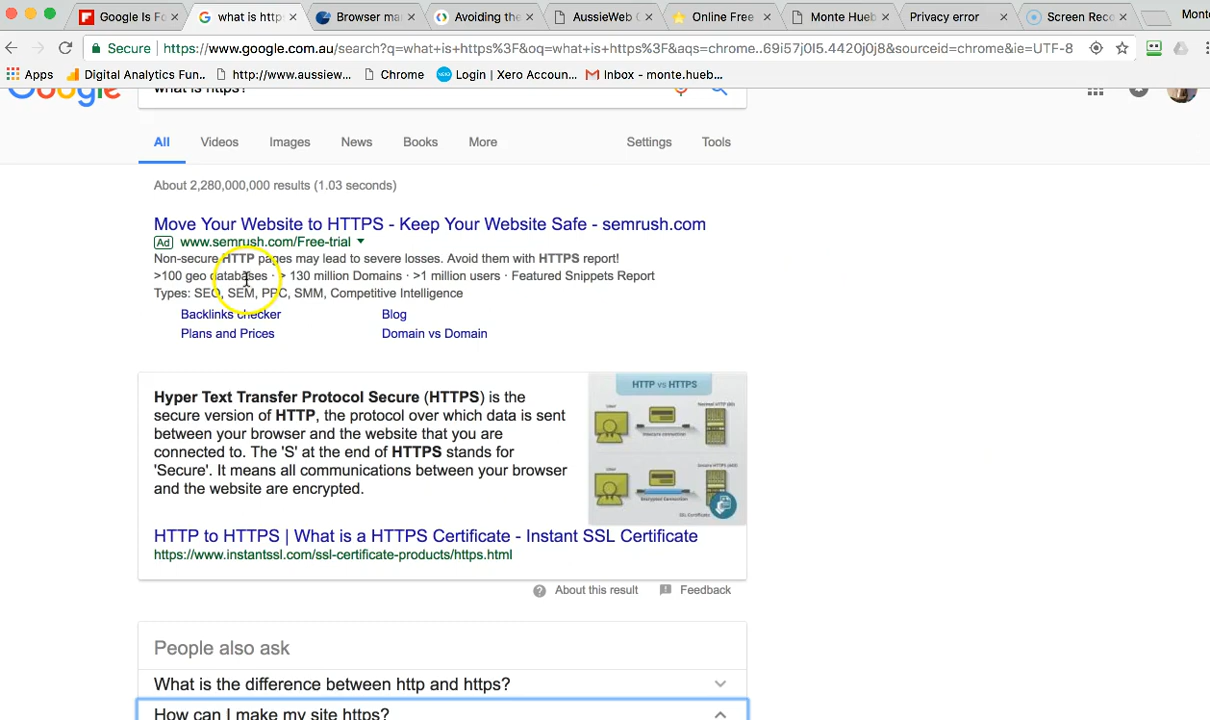 Google Is Fo
what is http
Browser ma
Avoiding the
AussieWeb C
Online Free
Monte Hueb
Privacy error
Screen Reco
Monte
Secure
https://www.google.com.au/search?q=what+is+https%3F&oq=what+is+https%3F&aqs=chrome..69i57j0l5.4420j0j8&sourceid=chrome&ie=UTF-8
Apps
Digital Analytics Fun..
http://www.aussiew...
Chrome
Login | Xero Accoun...
Inbox - monte.hueb...
Google
what is https?
All
Videos
Images
News
Books
More
Settings
Tools
About 2,280,000,000 results (1.03 seconds)
Move Your Website to HTTPS - Keep Your Website Safe - semrush.com
Ad www.semrush.com/Free-trial
Non-secure HTTP pages may lead to severe losses. Avoid them with HTTPS report!
>100 geo databases · > 130 million Domains · >1 million users · Featured Snippets Report
Types: SEO, SEM, PPC, SMM, Competitive Intelligence
Backlinks checker
Blog
Plans and Prices
Domain vs Domain
Hyper Text Transfer Protocol Secure (HTTPS) is the
secure version of HTTP, the protocol over which data is sent
between your browser and the website that you are
connected to. The 'S' at the end of HTTPS stands for
'Secure'. It means all communications between your browser
and the website are encrypted.
HTTP vs HTTPS
HTTP to HTTPS | What is a HTTPS Certificate - Instant SSL Certificate
https://www.instantssl.com/ssl-certificate-products/https.html
About this result
Feedback
People also ask
What is the difference between http and https?
How can I make my site https?